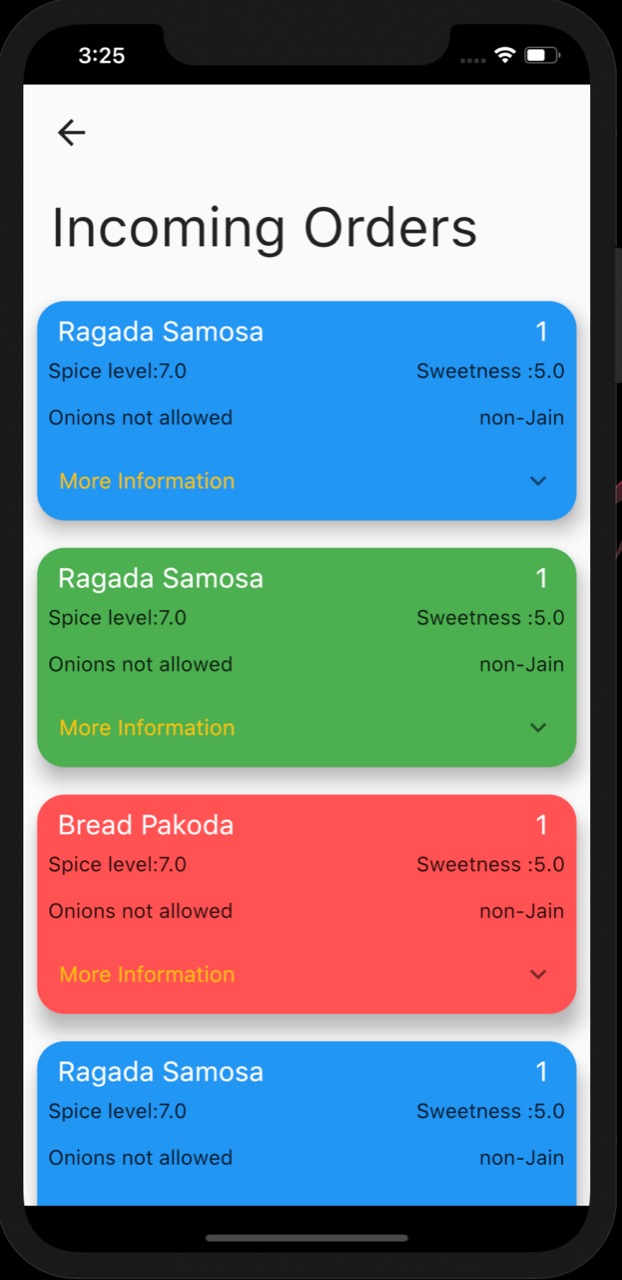 3:25
Incoming Orders
Ragada Samosa 1
Spice level:7.0 Sweetness :5.0
Onions not allowed non-Jain
More Information
Ragada Samosa 1
Spice level:7.0 Sweetness :5.0
Onions not allowed non-Jain
More Information
Bread Pakoda 1
Spice level:7.0 Sweetness :5.0
Onions not allowed non-Jain
More Information
Ragada Samosa 1
Spice level:7.0 Sweetness :5.0
Onions not allowed non-Jain